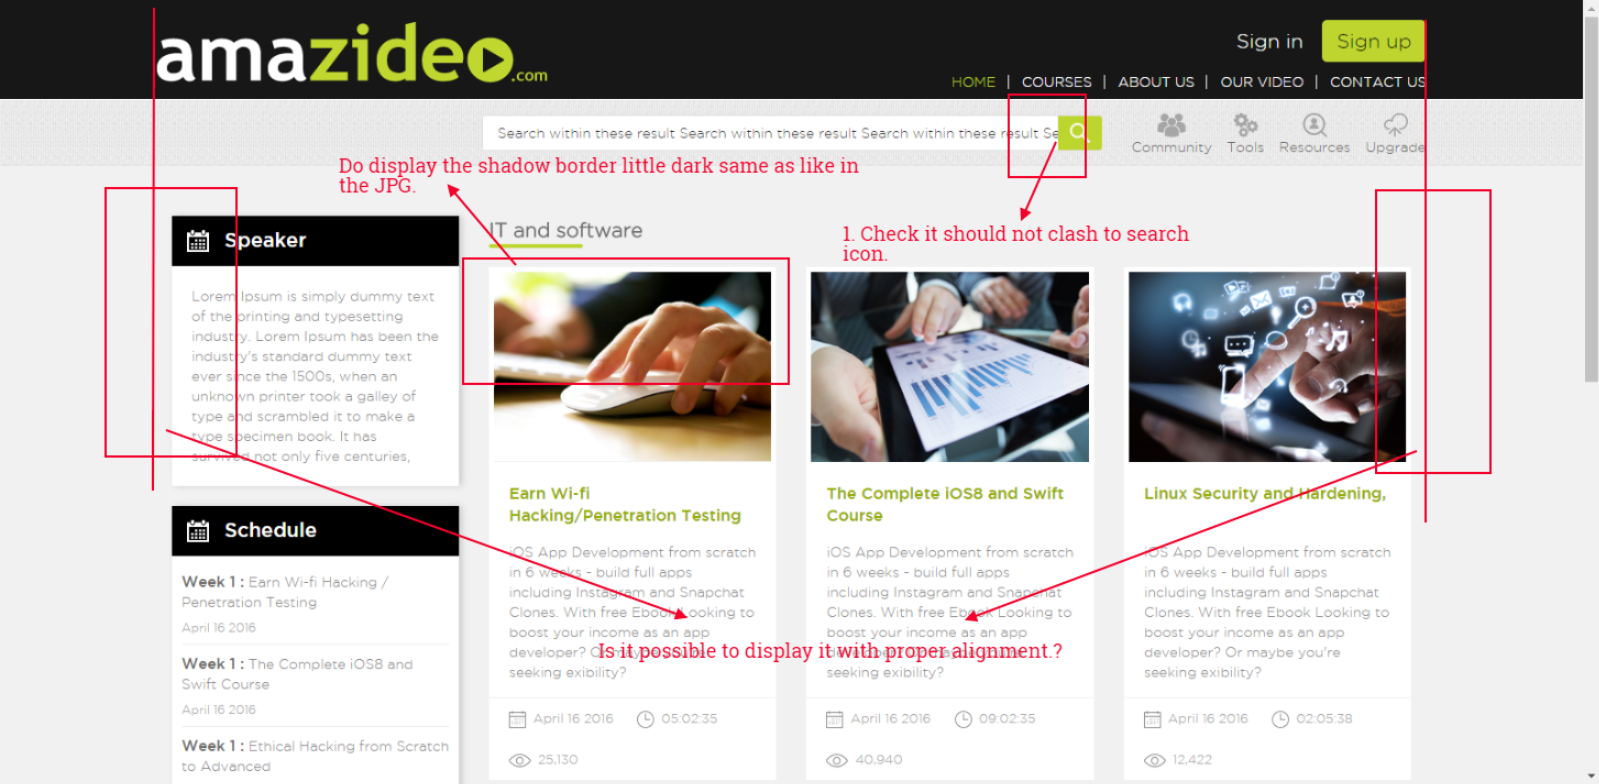 amazideo.com
Sign in
Sign up
HOME | COURSES | ABOUT US | OUR VIDEO | CONTACT US
Search within these result Search within these result Search within these result Se
Community
Tools
Resources
Upgrade
Do display the shadow border little dark same as like in
the JPG.
1. Check it should not clash to search
icon.
Speaker
Lorem Ipsum is simply dummy text
of the printing and typesetting
industry. Lorem Ipsum has been the
industry's standard dummy text
ever since the 1500s, when an
unknown printer took a galley of
type and scrambled it to make a
type specimen book. It has
survived not only five centuries,
Schedule
Week 1 : Earn Wi-fi Hacking /
Penetration Testing
April 16 2016
Week 1 : The Complete iOS8 and
Swift Course
April 16 2016
Week 1 : Ethical Hacking from Scratch
to Advanced
IT and software
Earn Wi-fi
Hacking/Penetration Testing
iOS App Development from scratch
in 6 weeks - build full apps
including Instagram and Snapchat
Clones. With free Ebook Looking to
boost your income as an app
developer? Or maybe you're
seeking exibility?
April 16 2016
05:02:35
25,130
The Complete iOS8 and Swift
Course
iOS App Development from scratch
in 6 weeks - build full apps
including Instagram and Snapchat
Clones. With free Ebook Looking to
boost your income as an app
developer? Or maybe you're
seeking exibility?
April 16 2016
09:02:35
40,940
Linux Security and Hardening,
iOS App Development from scratch
in 6 weeks - build full apps
including Instagram and Snapchat
Clones. With free Ebook Looking to
boost your income as an app
developer? Or maybe you're
seeking exibility?
April 16 2016
02:05:38
12,422
Is it possible to display it with proper alignment.?